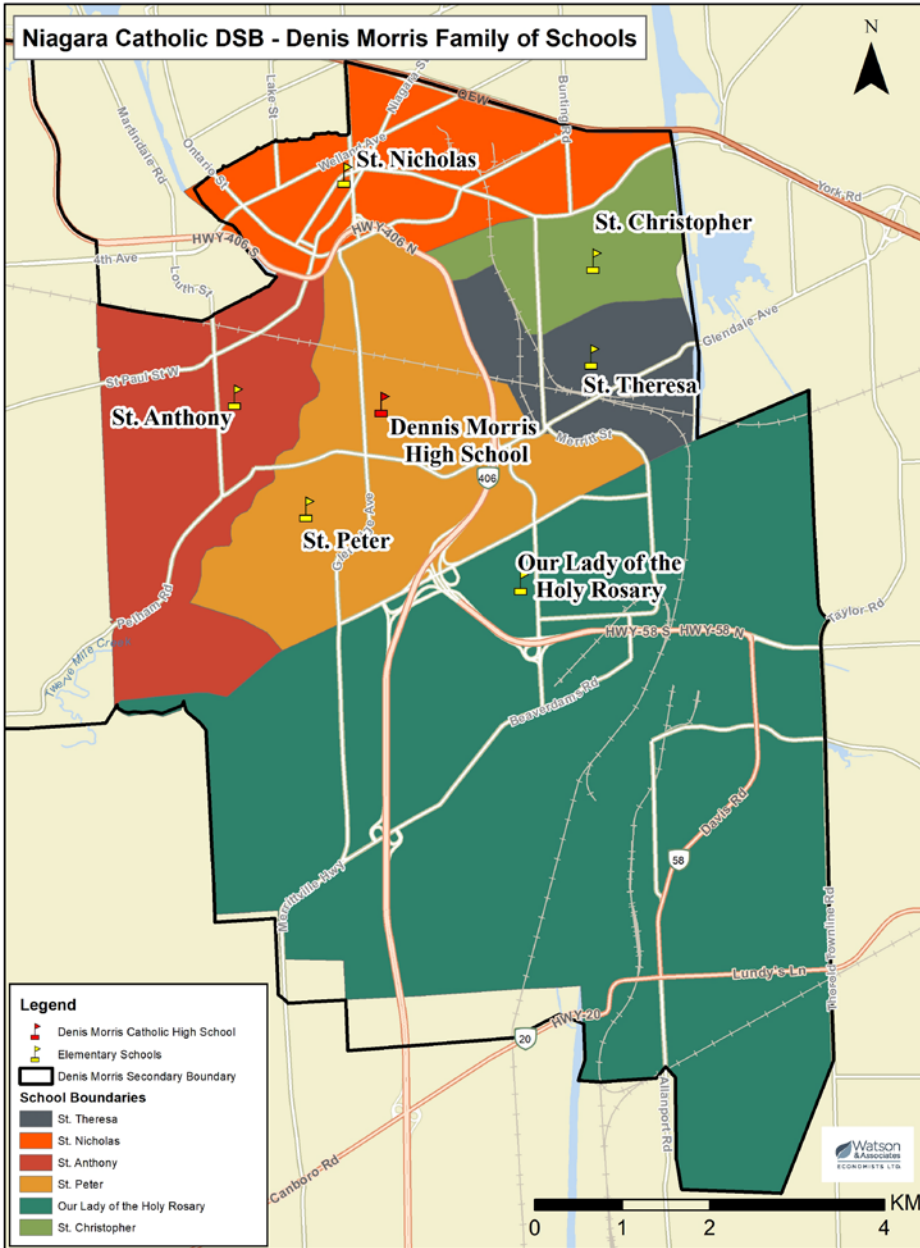 Niagara Catholic DSB - Denis Morris Family of Schools
N
Lake St
Niagara St
QEW
Bunting Rd
Martindale Rd
Ontario St
Welland Ave
St. Nicholas
York Rd
St. Christopher
HWY-406 S
HWY-406 N
4th Ave
Louth St
Glendale Ave
St Paul St W
St. Theresa
St. Anthony
Dennis Morris
High School
Merritt St
406
St. Peter
Glenridge Ave
Our Lady of the
Holy Rosary
Pelham Rd
Taylor Rd
Twelve Mile Creek
HWY-58 S
HWY-58 N
Beaverdams Rd
Davis Rd
58
Merrittville Hwy
Thorold Townline Rd
Lundy's Ln
HWY-20
20
Allanport Rd
Canboro Rd
Legend
Denis Morris Catholic High School
Elementary Schools
Denis Morris Secondary Boundary
School Boundaries
St. Theresa
St. Nicholas
St. Anthony
St. Peter
Our Lady of the Holy Rosary
St. Christopher
Watson
& Associates
ECONOMISTS LTD.
KM
0 1 2 4